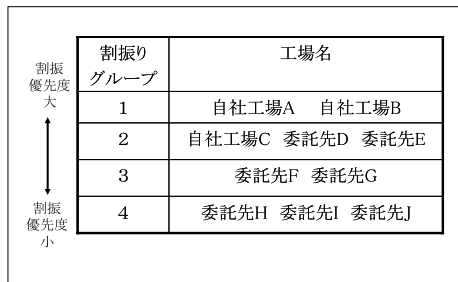 割振り
グループ
工場名
割振
優先度
大
1
自社工場A 自社工場B
2
自社工場C 委託先D 委託先E
3
委託先F 委託先G
4
委託先H 委託先I 委託先J
割振
優先度
小